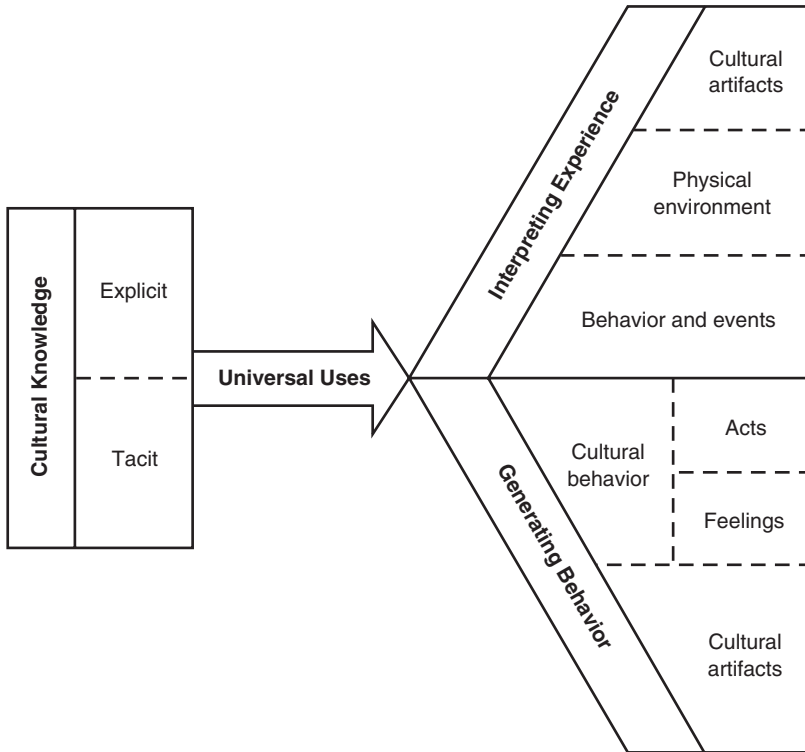 Cultural Knowledge
Explicit
Tacit
Universal Uses
Interpreting Experience
Cultural
artifacts
Physical
environment
Behavior and events
Generating Behavior
Cultural
behavior
Acts
Feelings
Cultural
artifacts